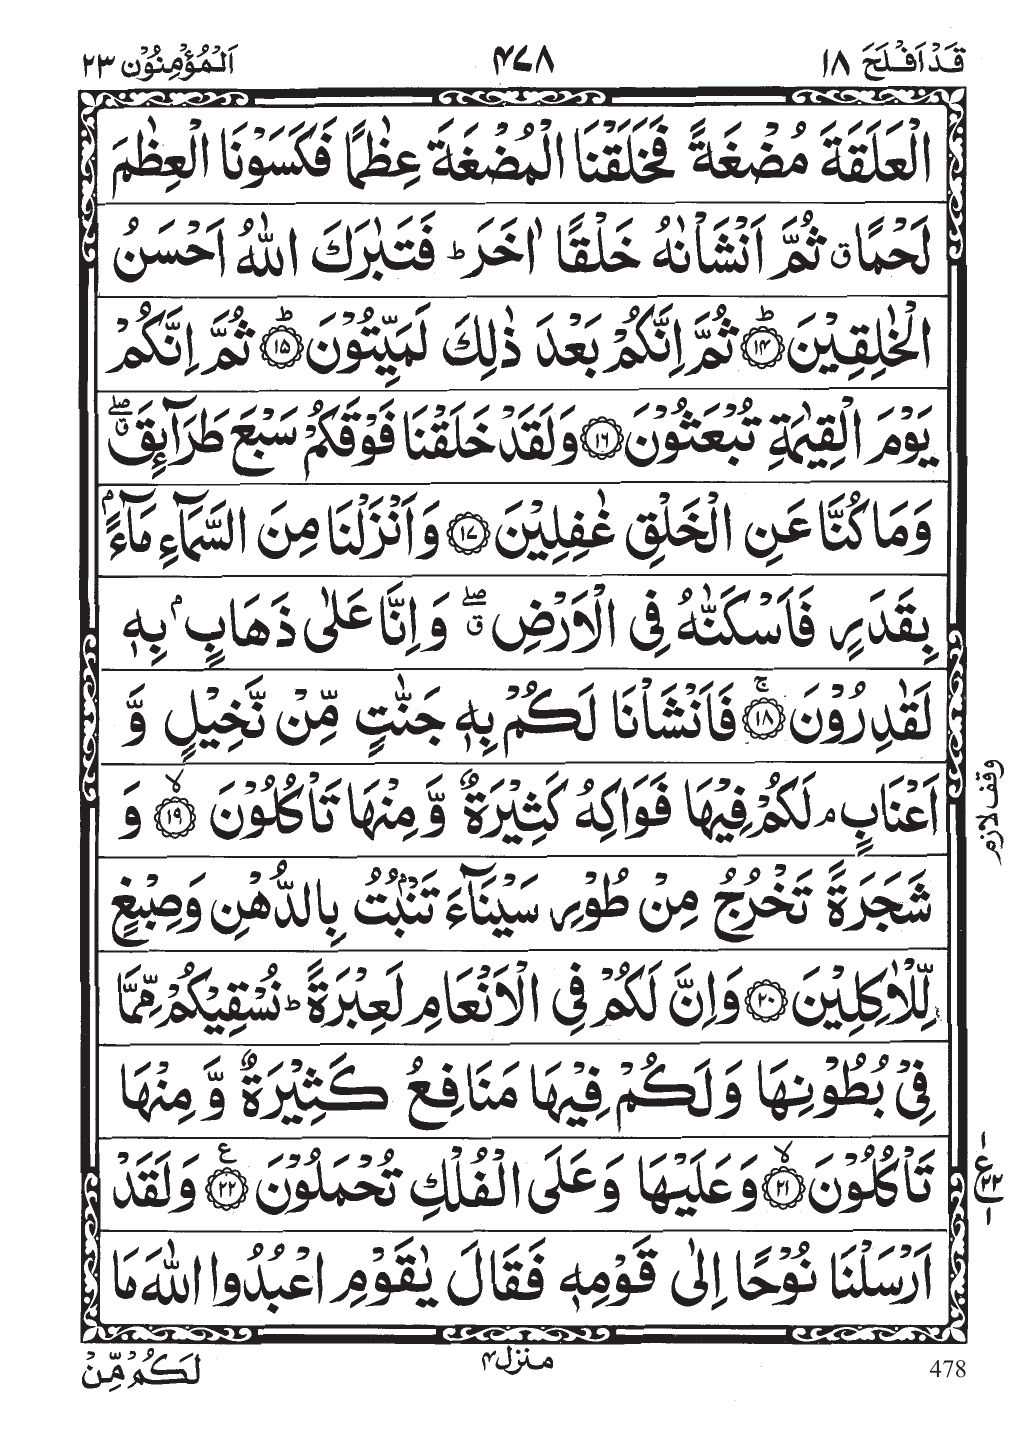 قَدْ اَفْلَحَ ١٨ ٤٧٨ اَلْمُؤْمِنُوْن ٢٣
الْعَلَقَةَ مُضْغَةً فَخَلَقْنَا الْمُضْغَةَ عِظٰمًا فَكَسَوْنَا الْعِظٰمَ
لَحْمًا ق ثُمَّ اَنْشَاْنٰهُ خَلْقًا اٰخَرَ ط فَتَبٰرَكَ اللّٰهُ اَحْسَنُ
الْخٰلِقِيْنَ ط ١٤ ثُمَّ اِنَّكُمْ بَعْدَ ذٰلِكَ لَمَيِّتُوْنَ ط ١٥ ثُمَّ اِنَّكُمْ
يَوْمَ الْقِيٰمَةِ تُبْعَثُوْنَ ١٦ وَلَقَدْ خَلَقْنَا فَوْقَكُمْ سَبْعَ طَرَآئِقَ ق صلے
وَمَا كُنَّا عَنِ الْخَلْقِ غٰفِلِيْنَ ١٧ وَاَنْزَلْنَا مِنَ السَّمَآءِ مَآءًۢ
بِقَدَرٍ فَاَسْكَنّٰهُ فِى الْاَرْضِ ق صلے وَاِنَّا عَلٰى ذَهَابٍۢ بِهٖ
لَقٰدِرُوْنَ ج ١٨ فَاَنْشَاْنَا لَكُمْ بِهٖ جَنّٰتٍ مِّنْ نَّخِيْلٍ وَّ
اَعْنَابٍ م لَكُمْ فِيْهَا فَوَاكِهُ كَثِيْرَةٌ وَّ مِنْهَا تَاْكُلُوْنَ لا ١٩ وَ
وقف لازم
شَجَرَةً تَخْرُجُ مِنْ طُوْرِ سَيْنَآءَ تَنْۢبُتُ بِالدُّهْنِ وَصِبْغٍ
لِّلْاٰكِلِيْنَ ٢٠ وَاِنَّ لَكُمْ فِى الْاَنْعَامِ لَعِبْرَةً ط نُسْقِيْكُمْ مِّمَّا
فِىْ بُطُوْنِهَا وَلَكُمْ فِيْهَا مَنَافِعُ كَثِيْرَةٌ وَّ مِنْهَا
تَاْكُلُوْنَ لا ٢١ وَعَلَيْهَا وَعَلَى الْفُلْكِ تُحْمَلُوْنَ ع ٢٢ وَلَقَدْ
١ ع ٢٢ ١
اَرْسَلْنَا نُوْحًا اِلٰى قَوْمِهٖ فَقَالَ يٰقَوْمِ اعْبُدُوا اللّٰهَ مَا
478 منزل ٤ لَكُمْ مِّنْ